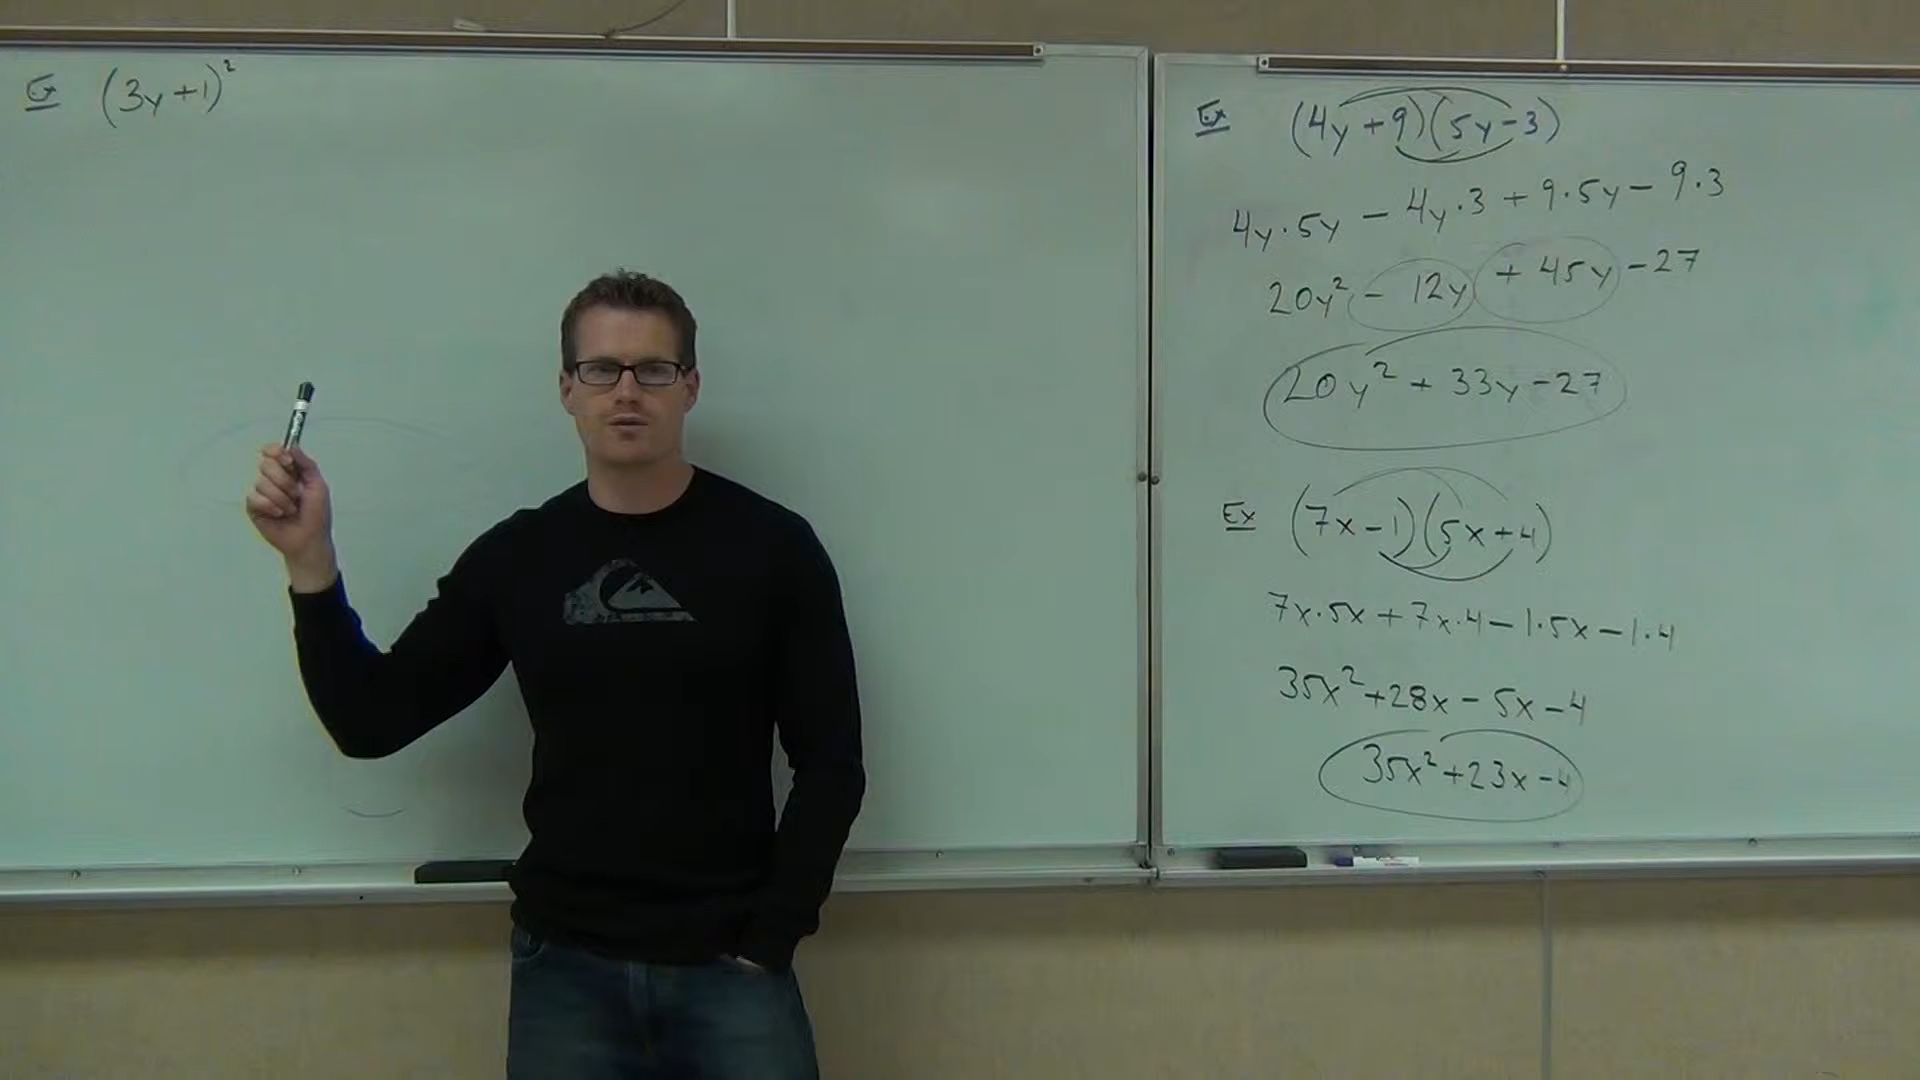 Ex (3y+1)²
Ex (4y+9)(5y-3)
4y·5y - 4y·3 + 9·5y - 9·3
20y² - 12y + 45y - 27
20y² + 33y - 27
Ex (7x-1)(5x+4)
7x·5x + 7x·4 - 1·5x - 1·4
35x² + 28x - 5x - 4
35x² + 23x - 4